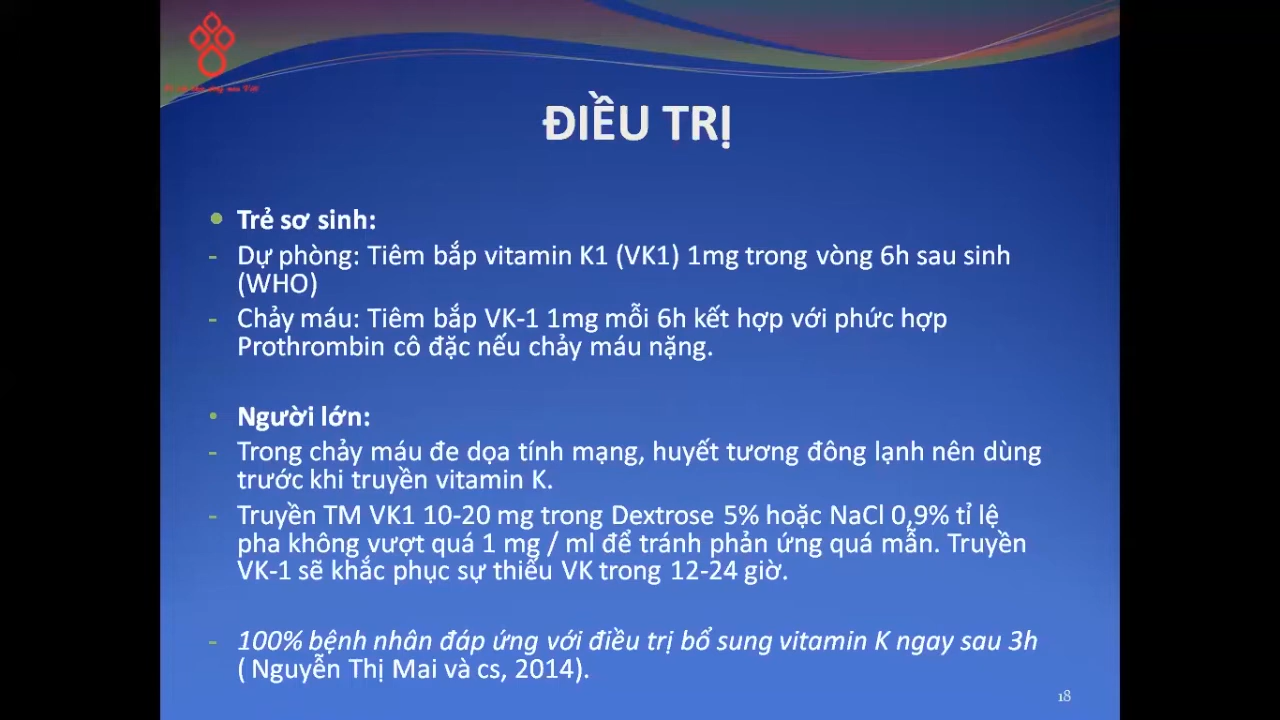 ĐIỀU TRỊ
• Trẻ sơ sinh:
- Dự phòng: Tiêm bắp vitamin K1 (VK1) 1mg trong vòng 6h sau sinh
(WHO)
- Chảy máu: Tiêm bắp VK-1 1mg mỗi 6h kết hợp với phức hợp
Prothrombin cô đặc nếu chảy máu nặng.
• Người lớn:
- Trong chảy máu đe dọa tính mạng, huyết tương đông lạnh nên dùng
trước khi truyền vitamin K.
- Truyền TM VK1 10-20 mg trong Dextrose 5% hoặc NaCl 0,9% tỉ lệ
pha không vượt quá 1 mg / ml để tránh phản ứng quá mẫn. Truyền
VK-1 sẽ khắc phục sự thiếu VK trong 12-24 giờ.
- 100% bệnh nhân đáp ứng với điều trị bổ sung vitamin K ngay sau 3h
( Nguyễn Thị Mai và cs, 2014).
18